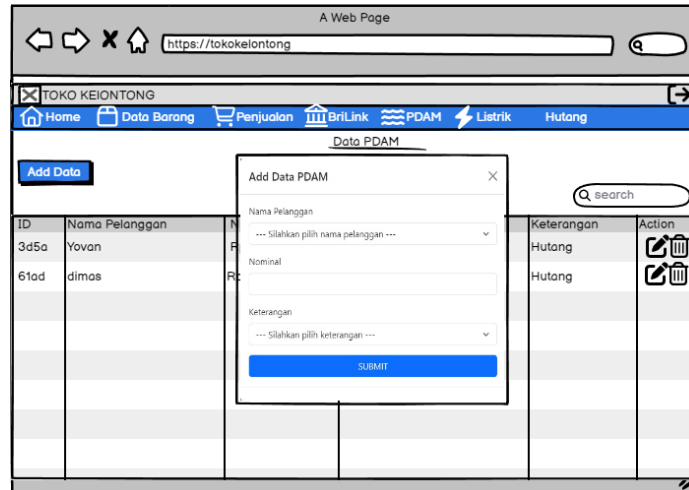 A Web Page
https://tokokelontong
TOKO KEIONTONG
Home Data Barang Penjualan BriLink PDAM Listrik Hutang
Data PDAM
Add Data
search
ID Nama Pelanggan N Keterangan Action
3d5a Yovan R Hutang
61ad dimas Hutang
Add Data PDAM
Nama Pelanggan
--- Silahkan pilih nama pelanggan ---
Nominal
Keterangan
--- Silahkan pilih keterangan ---
SUBMIT